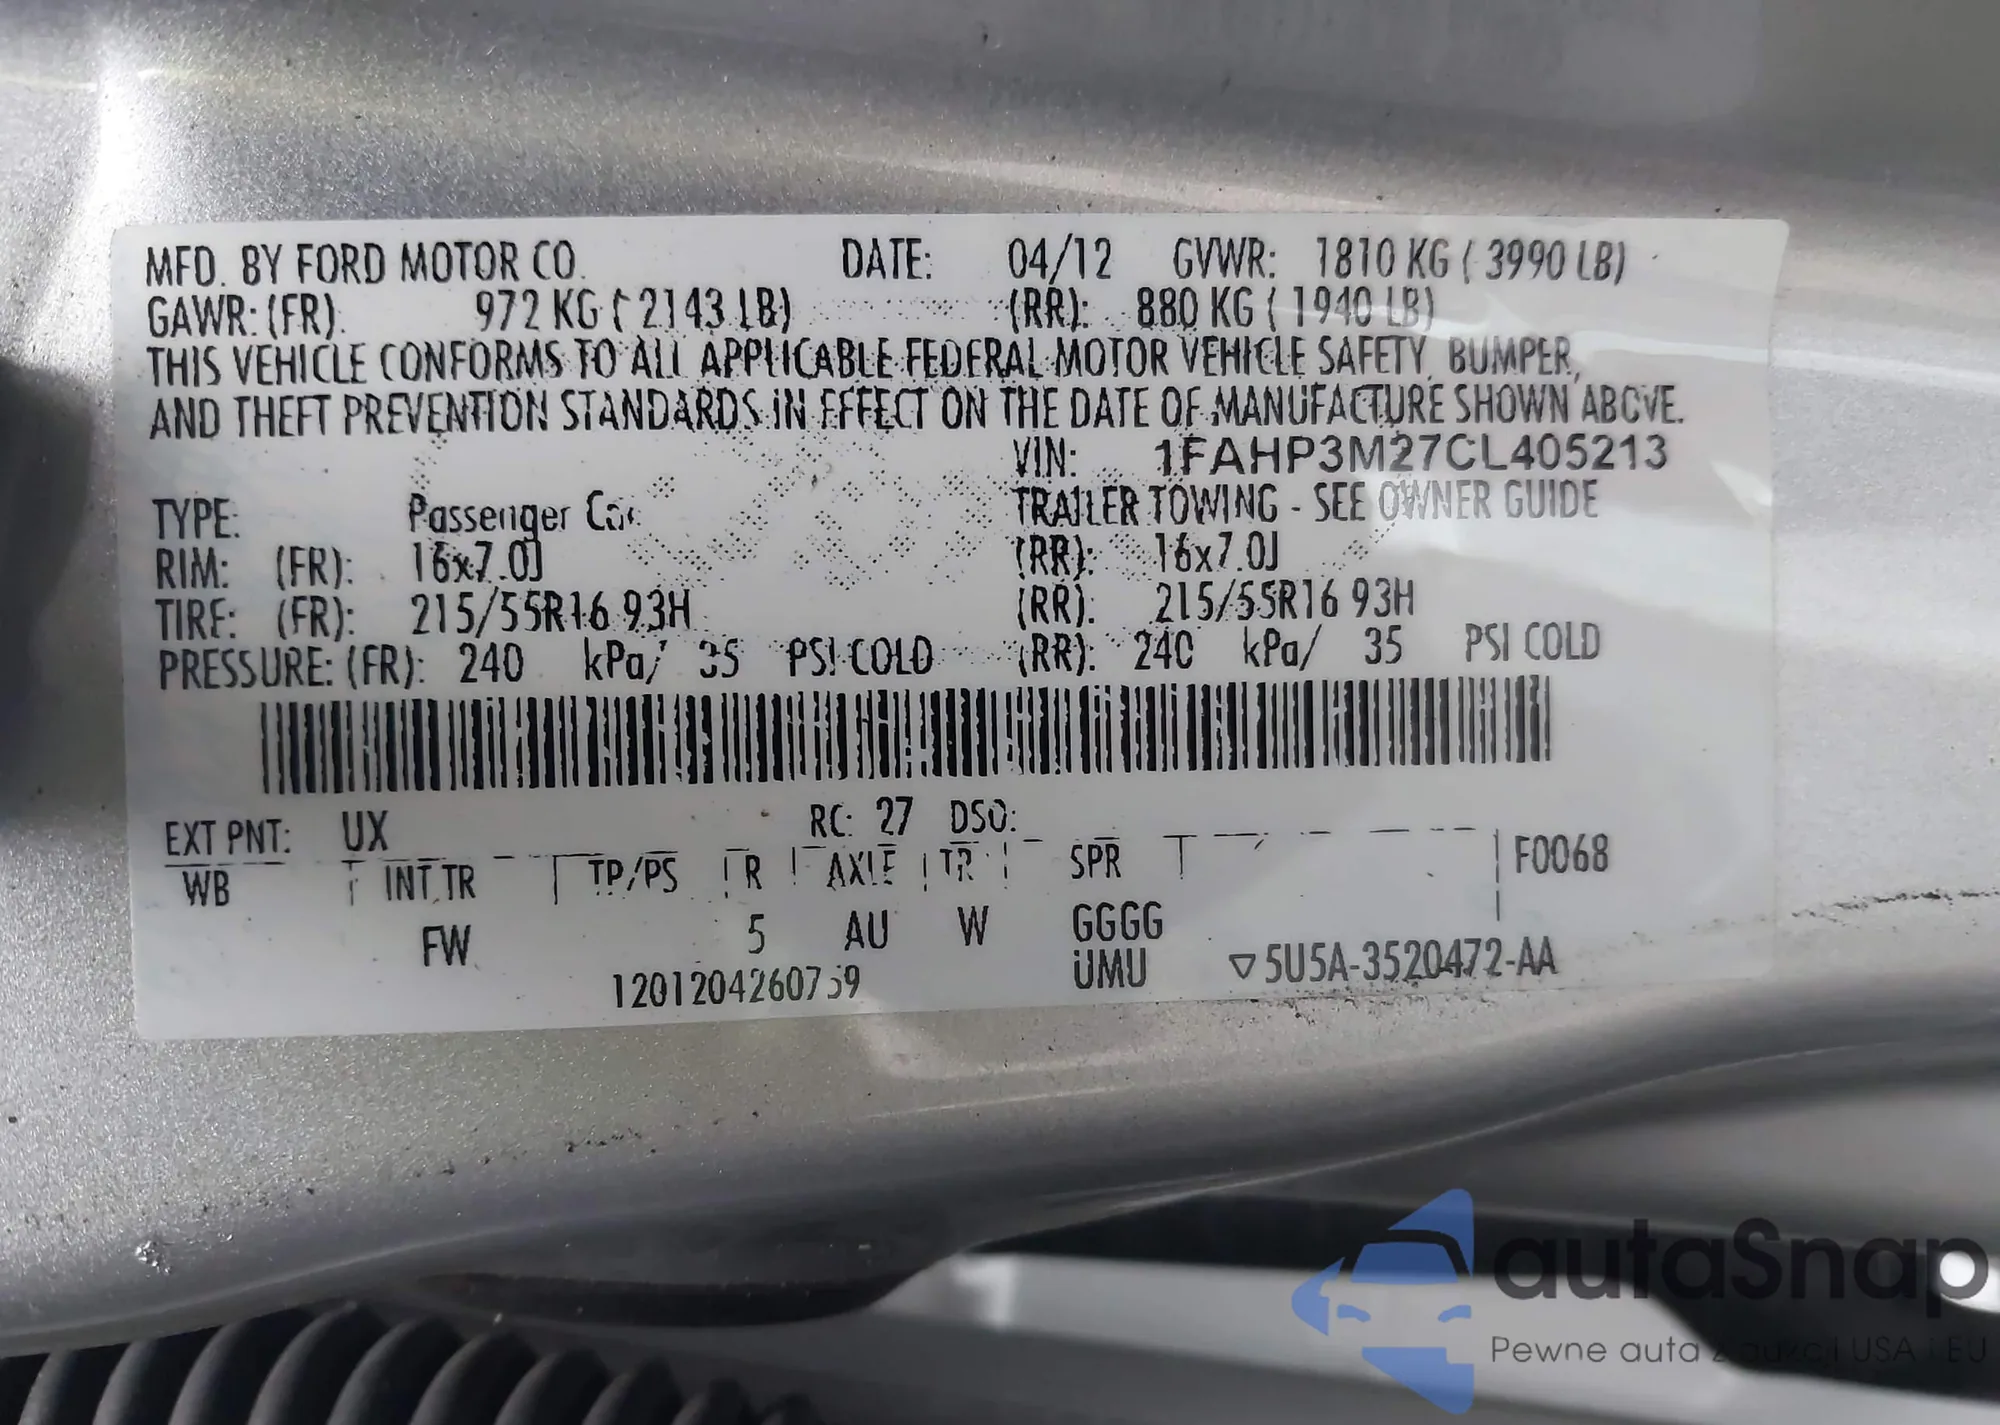 MFD. BY FORD MOTOR CO. DATE: 04/12 GVWR: 1810 KG ( 3990 LB)
GAWR: (FR): 972 KG ( 2143 LB) (RR): 880 KG ( 1940 LB)
THIS VEHICLE CONFORMS TO ALL APPLICABLE FEDERAL MOTOR VEHICLE SAFETY, BUMPER,
AND THEFT PREVENTION STANDARDS IN EFFECT ON THE DATE OF MANUFACTURE SHOWN ABOVE.
VIN: 1FAHP3M27CL405213
TYPE: Passenger Car TRAILER TOWING - SEE OWNER GUIDE
RIM: (FR): 16x7.0J (RR): 16x7.0J
TIRE: (FR): 215/55R16 93H (RR): 215/55R16 93H
PRESSURE: (FR): 240 kPa/ 35 PSI COLD (RR): 240 kPa/ 35 PSI COLD
EXT PNT: UX RC: 27 DSO:
WB INT TR TP/PS R AXLE TR SPR F0068
FW 5 AU W GGGG
UMU ▽5U5A-3520472-AA
1201204260759
autaSnap
Pewne auta z aukcji USA i EU